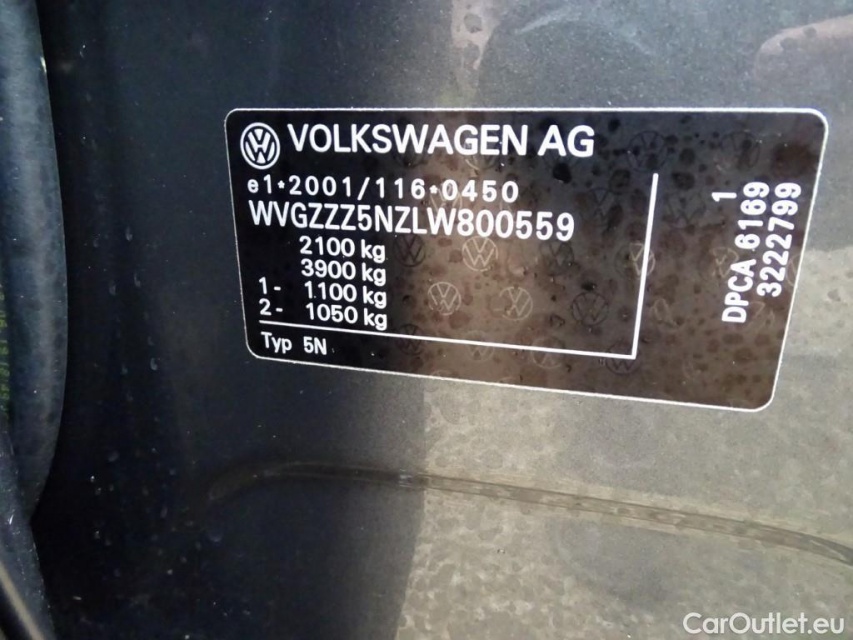 VOLKSWAGEN AG
e1*2001/116*0450
WVGZZZ5NZLW800559
2100 kg
3900 kg
1- 1100 kg
2- 1050 kg
Typ 5N
1
DPCA 6169
3222799
CarOutlet.eu